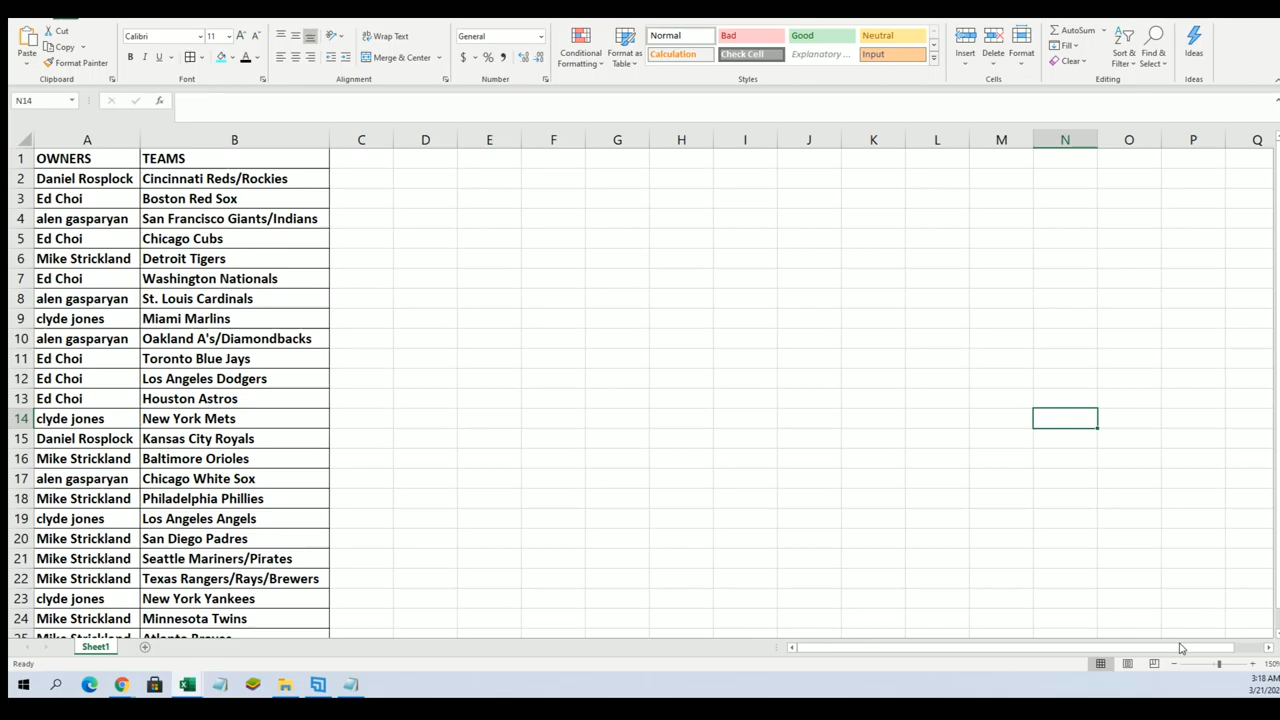 Cut
Copy
Format Painter
Paste
Clipboard
Calibri 11
B I U
Font
Wrap Text
Merge & Center
Alignment
General
$ % 9
Number
Conditional Formatting
Format as Table
Normal Bad Good Neutral
Calculation Check Cell Explanatory ... Input
Styles
Insert Delete Format
Cells
AutoSum
Fill
Clear
Sort & Filter
Find & Select
Editing
Ideas
Ideas
N14 fx
A B C D E F G H I J K L M N O P Q
1 OWNERS TEAMS
2 Daniel Rosplock Cincinnati Reds/Rockies
3 Ed Choi Boston Red Sox
4 alen gasparyan San Francisco Giants/Indians
5 Ed Choi Chicago Cubs
6 Mike Strickland Detroit Tigers
7 Ed Choi Washington Nationals
8 alen gasparyan St. Louis Cardinals
9 clyde jones Miami Marlins
10 alen gasparyan Oakland A's/Diamondbacks
11 Ed Choi Toronto Blue Jays
12 Ed Choi Los Angeles Dodgers
13 Ed Choi Houston Astros
14 clyde jones New York Mets
15 Daniel Rosplock Kansas City Royals
16 Mike Strickland Baltimore Orioles
17 alen gasparyan Chicago White Sox
18 Mike Strickland Philadelphia Phillies
19 clyde jones Los Angeles Angels
20 Mike Strickland San Diego Padres
21 Mike Strickland Seattle Mariners/Pirates
22 Mike Strickland Texas Rangers/Rays/Brewers
23 clyde jones New York Yankees
24 Mike Strickland Minnesota Twins
25 Mike Strickland Atlanta Braves
Sheet1
Ready
150%
3:18 AM
3/21/202